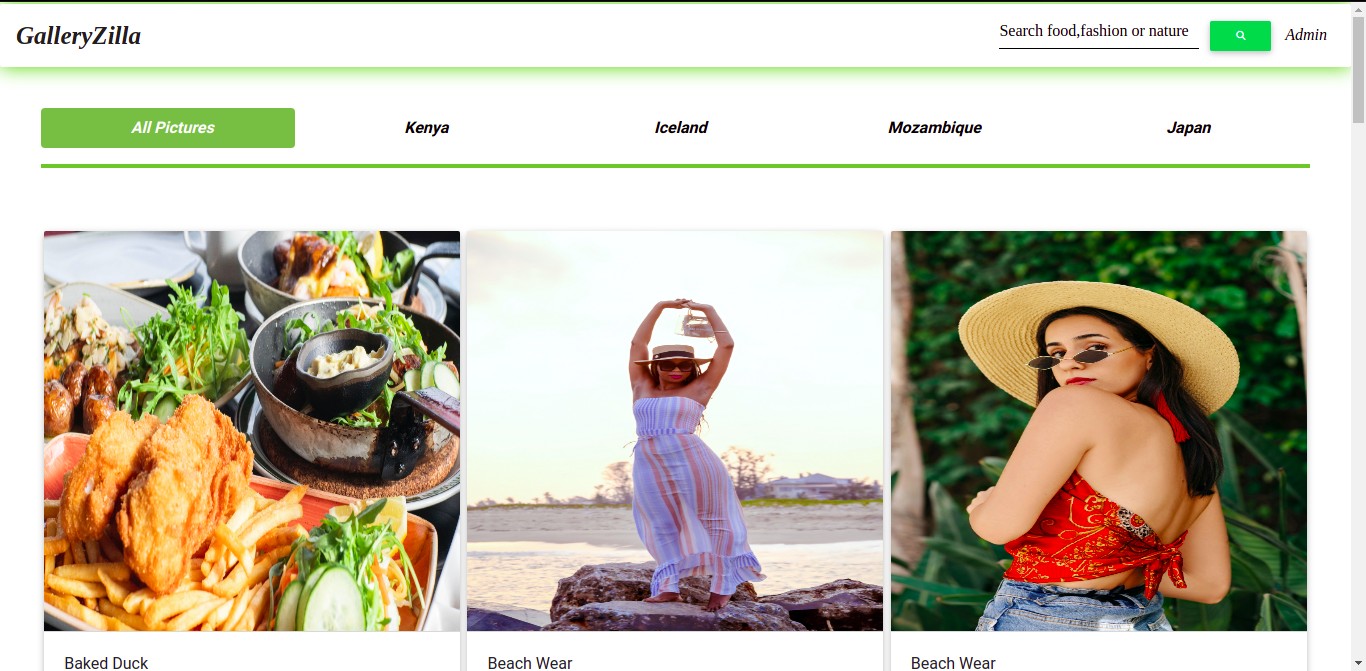 GalleryZilla
Search food,fashion or nature
Admin
All Pictures Kenya Iceland Mozambique Japan
Baked Duck
Beach Wear
Beach Wear